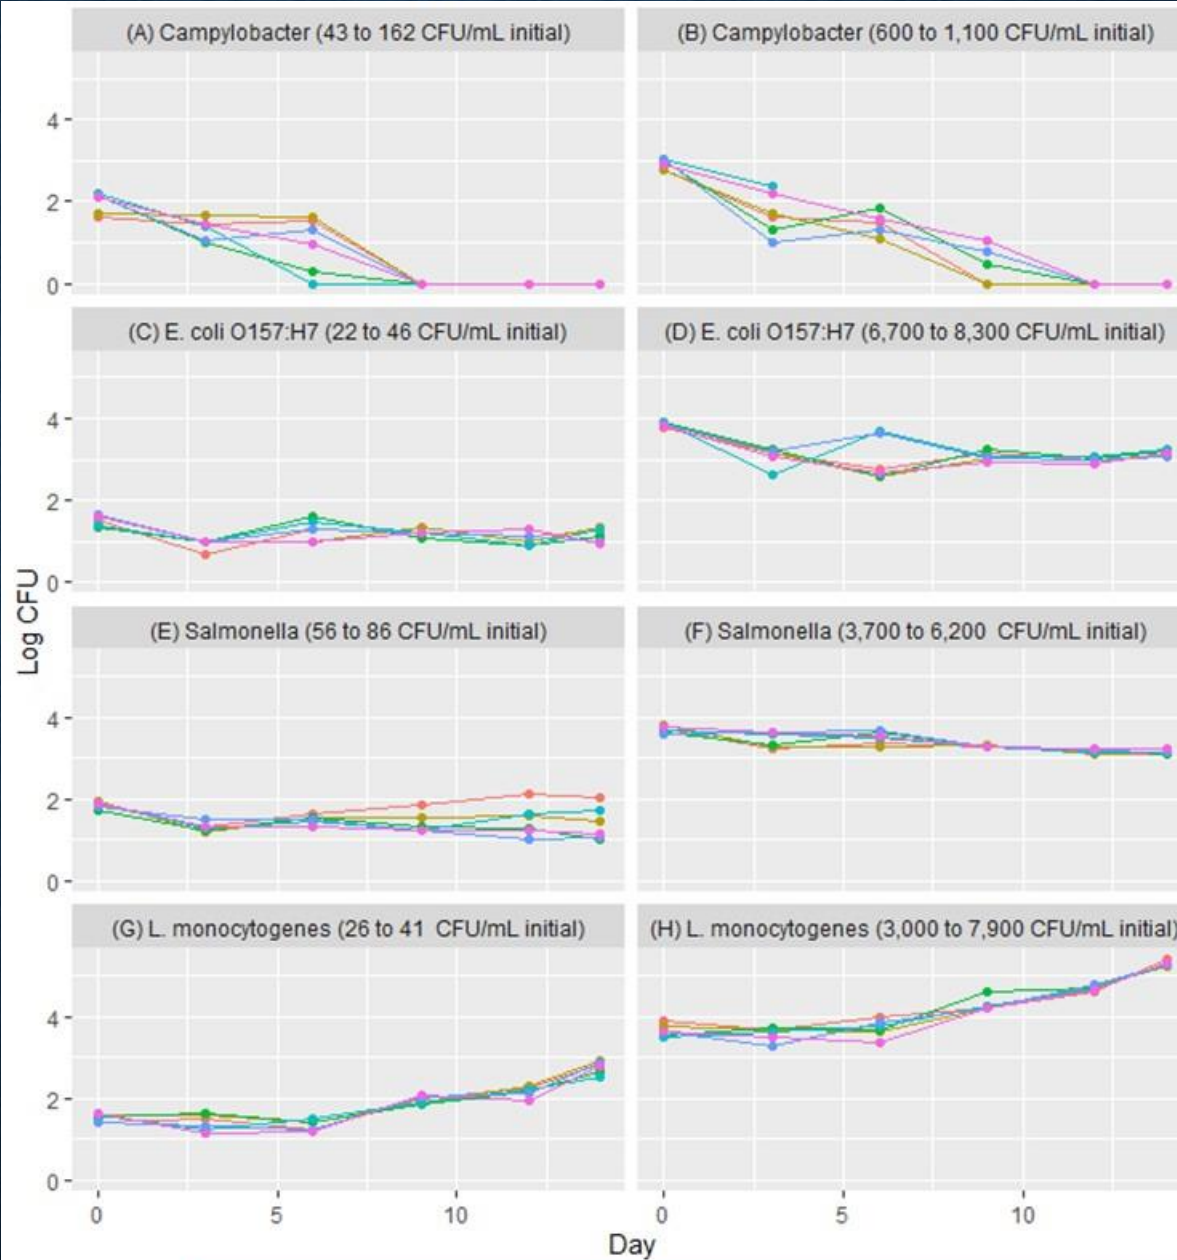 (A) Campylobacter (43 to 162 CFU/mL initial)
(B) Campylobacter (600 to 1,100 CFU/mL initial)
4
2
0
(C) E. coli O157:H7 (22 to 46 CFU/mL initial)
(D) E. coli O157:H7 (6,700 to 8,300 CFU/mL initial)
4
2
0
Log CFU
(E) Salmonella (56 to 86 CFU/mL initial)
(F) Salmonella (3,700 to 6,200 CFU/mL initial)
4
2
0
(G) L. monocytogenes (26 to 41 CFU/mL initial)
(H) L. monocytogenes (3,000 to 7,900 CFU/mL initial)
4
2
0
0 5 10
0 5 10
Day